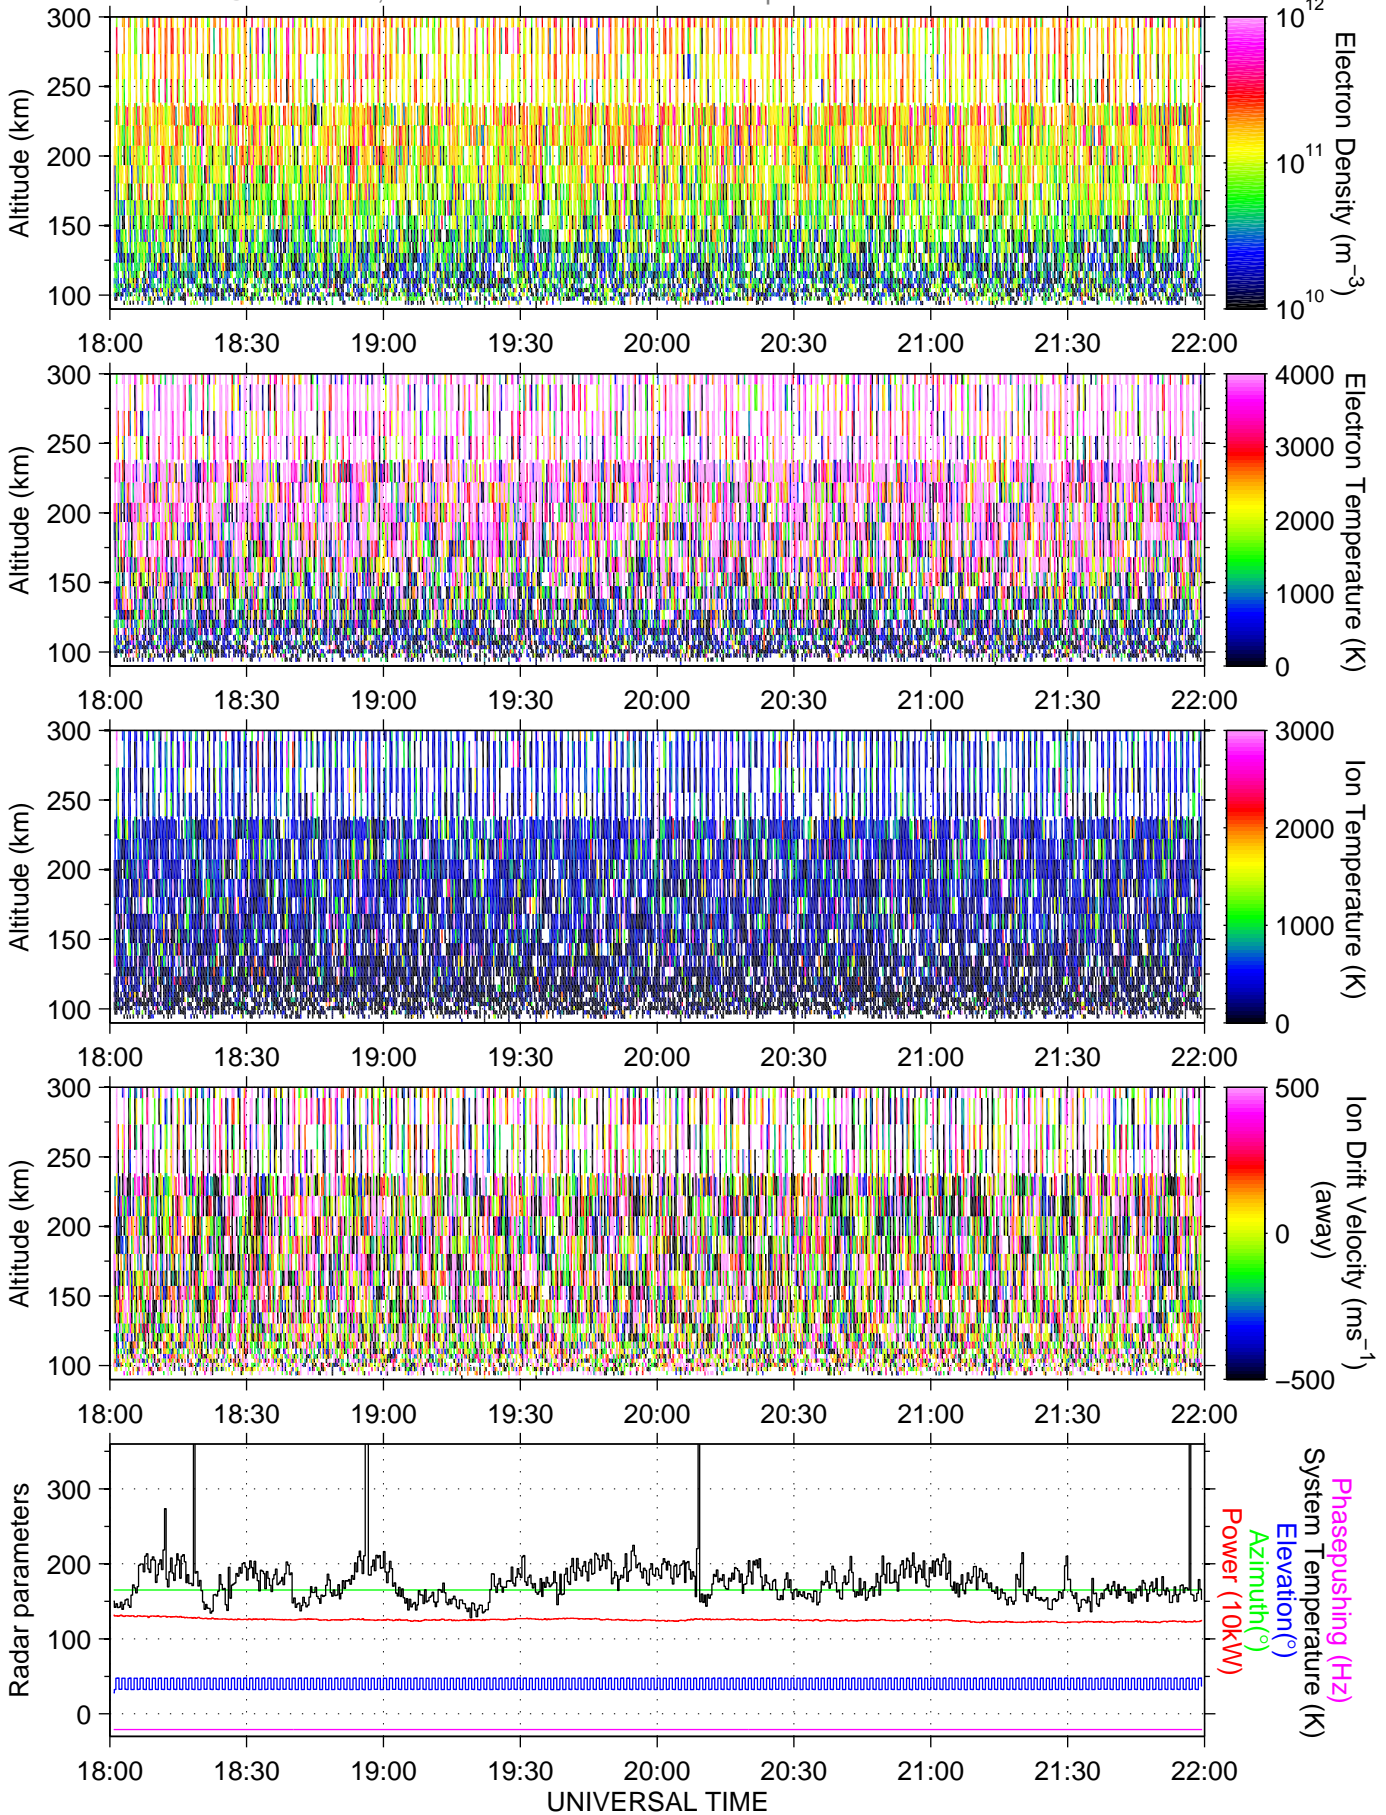 300
250
200
150
100
Altitude (km)
18:00 18:30 19:00 19:30 20:00 20:30 21:00 21:30 22:00
10^12
10^11
10^10
Electron Density (m^−3)
300
250
200
150
100
Altitude (km)
18:00 18:30 19:00 19:30 20:00 20:30 21:00 21:30 22:00
4000
3000
2000
1000
0
Electron Temperature (K)
300
250
200
150
100
Altitude (km)
18:00 18:30 19:00 19:30 20:00 20:30 21:00 21:30 22:00
3000
2000
1000
0
Ion Temperature (K)
300
250
200
150
100
Altitude (km)
18:00 18:30 19:00 19:30 20:00 20:30 21:00 21:30 22:00
500
0
−500
Ion Drift Velocity (ms^−1)
(away)
300
200
100
0
Radar parameters
18:00 18:30 19:00 19:30 20:00 20:30 21:00 21:30 22:00
UNIVERSAL TIME
Phasepushing (Hz)
System Temperature (K)
Elevation(°)
Azimuth(°)
Power (10kW)